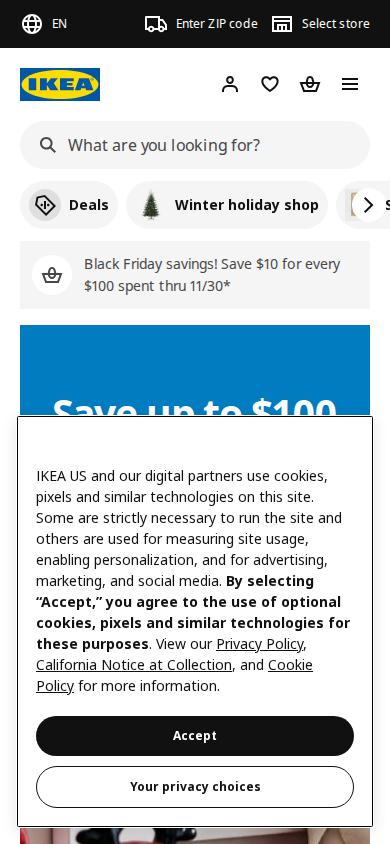 EN
Enter ZIP code
Select store
IKEA
What are you looking for?
Deals
Winter holiday shop
Black Friday savings! Save $10 for every
$100 spent thru 11/30*
Save up to $100
IKEA US and our digital partners use cookies,
pixels and similar technologies on this site.
Some are strictly necessary to run the site and
others are used for measuring site usage,
enabling personalization, and for advertising,
marketing, and social media. By selecting
“Accept,” you agree to the use of optional
cookies, pixels and similar technologies for
these purposes. View our Privacy Policy,
California Notice at Collection, and Cookie
Policy for more information.
Accept
Your privacy choices